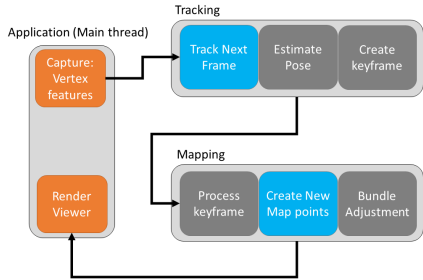 Tracking
Application (Main thread)
Capture:
Vertex
features
Track Next
Frame
Estimate
Pose
Create
keyframe
Mapping
Render
Viewer
Process
keyframe
Create New
Map points
Bundle
Adjustment